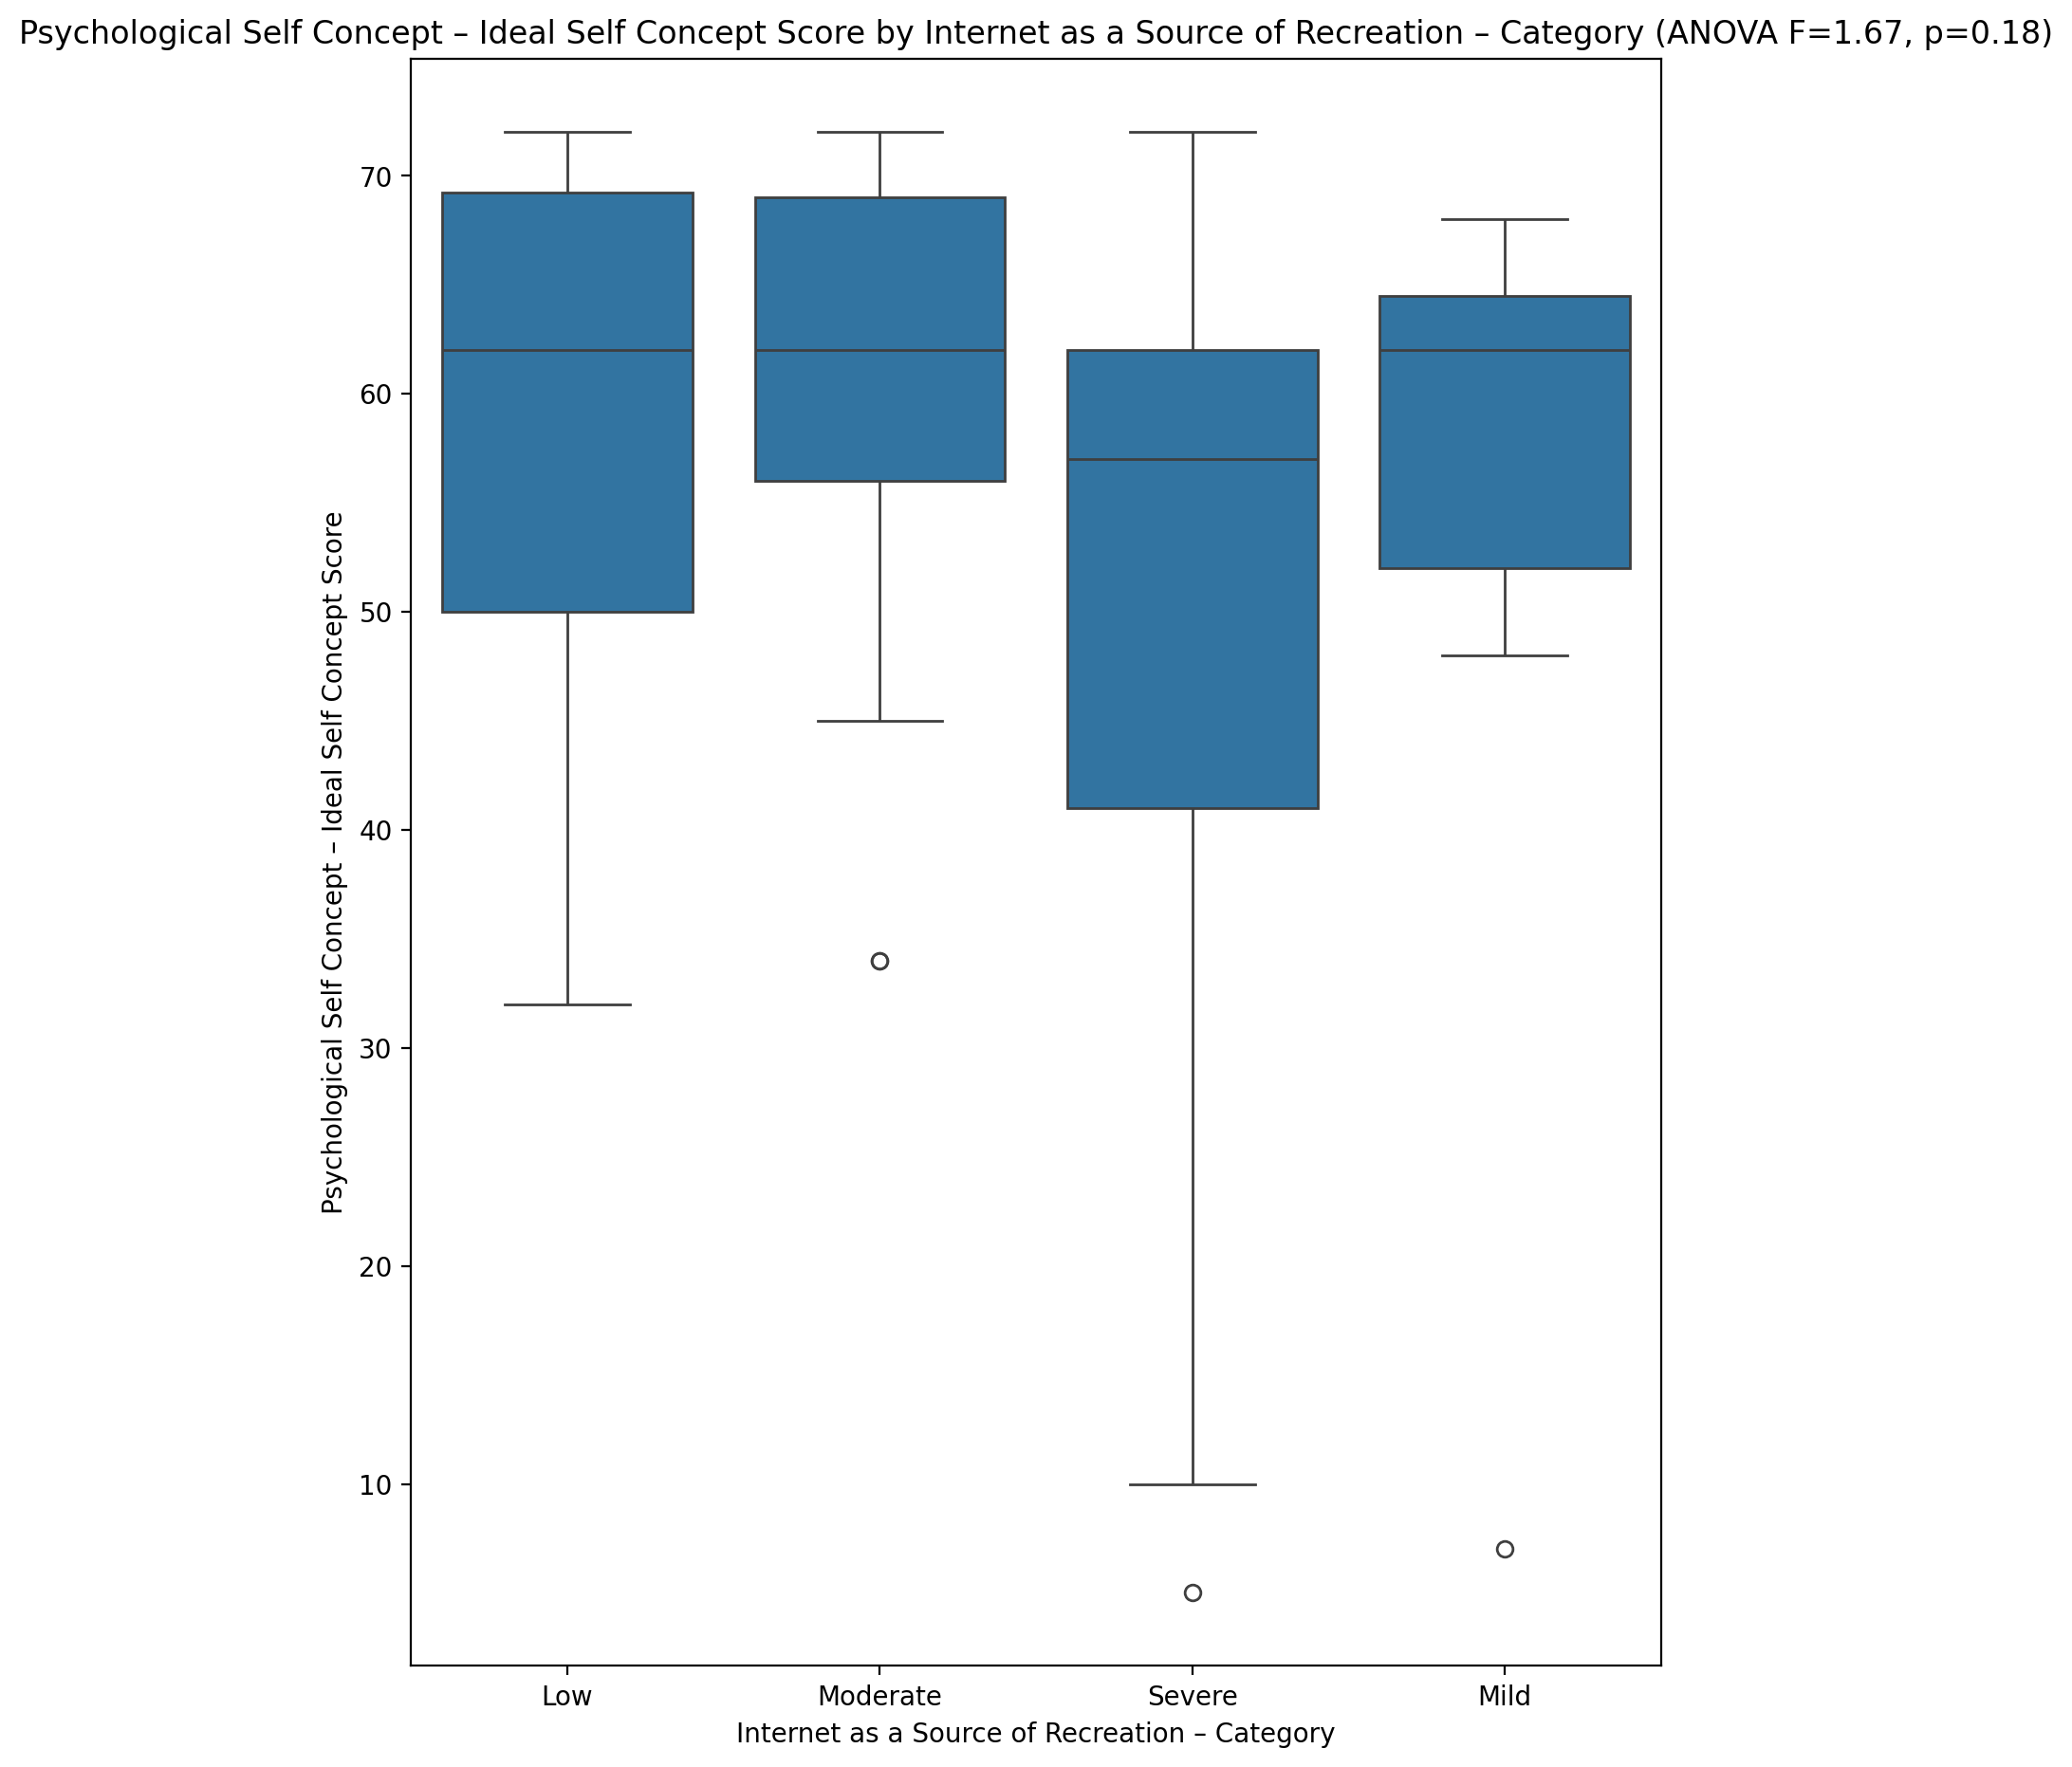 Psychological Self Concept – Ideal Self Concept Score by Internet as a Source of Recreation – Category (ANOVA F=1.67, p=0.18)
Psychological Self Concept – Ideal Self Concept Score
70
60
50
40
30
20
10
Low Moderate Severe Mild
Internet as a Source of Recreation – Category